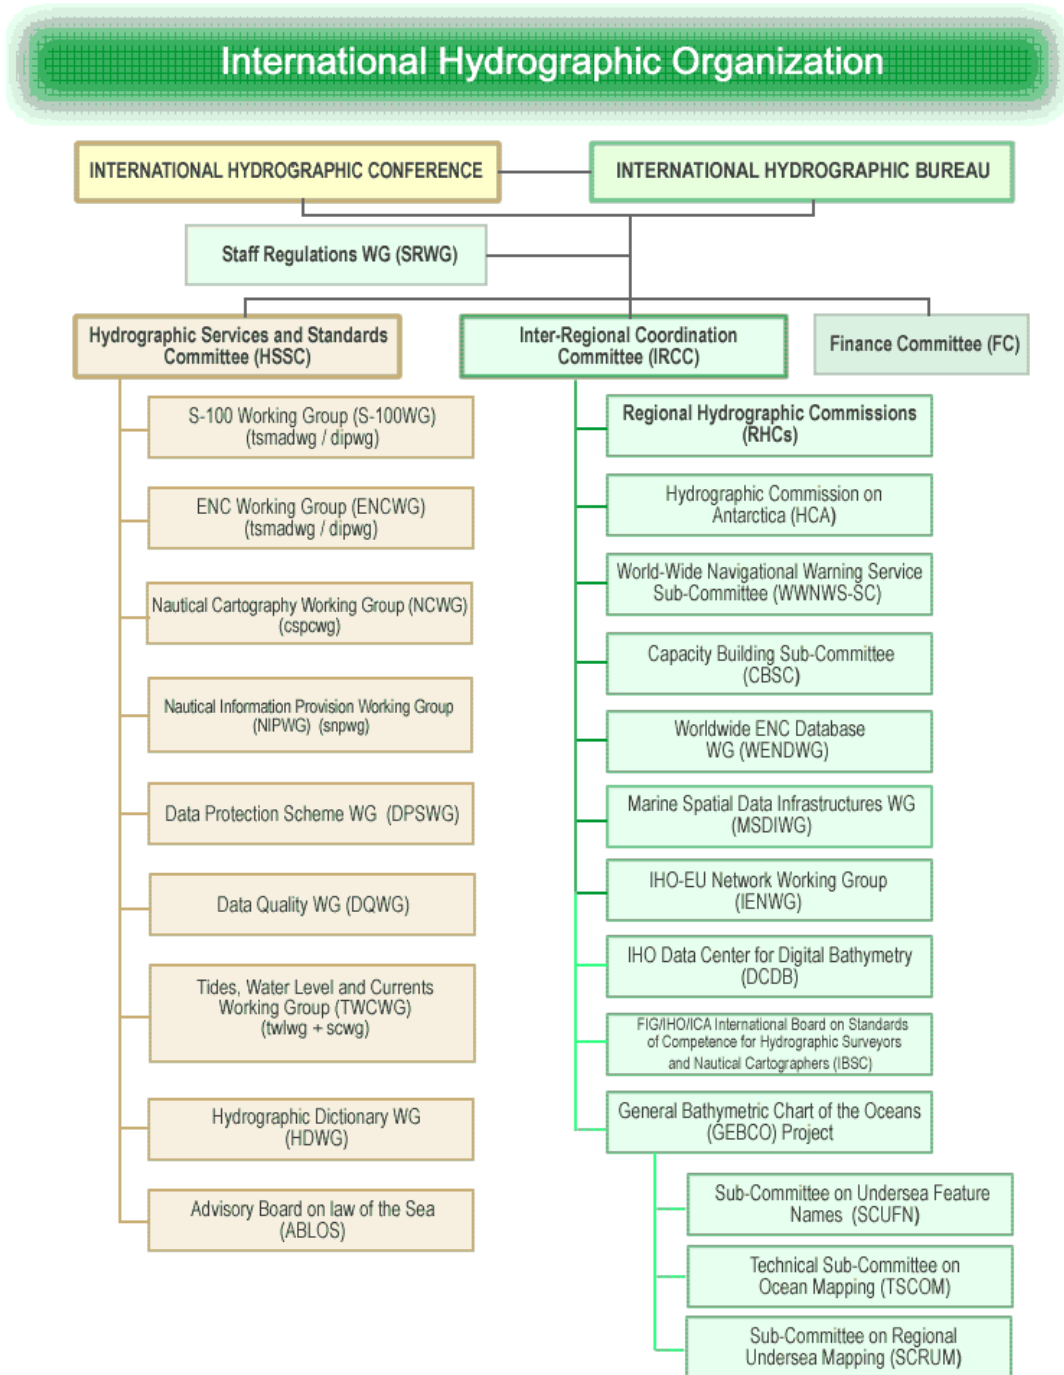 International Hydrographic Organization
INTERNATIONAL HYDROGRAPHIC CONFERENCE
INTERNATIONAL HYDROGRAPHIC BUREAU
Staff Regulations WG (SRWG)
Hydrographic Services and Standards
Committee (HSSC)
Inter-Regional Coordination
Committee (IRCC)
Finance Committee (FC)
S-100 Working Group (S-100WG)
(tsmadwg / dipwg)
ENC Working Group (ENCWG)
(tsmadwg / dipwg)
Nautical Cartography Working Group (NCWG)
(cspcwg)
Nautical Information Provision Working Group
(NIPWG) (snpwg)
Data Protection Scheme WG (DPSWG)
Data Quality WG (DQWG)
Tides, Water Level and Currents
Working Group (TWCWG)
(twlwg + scwg)
Hydrographic Dictionary WG
(HDWG)
Advisory Board on law of the Sea
(ABLOS)
Regional Hydrographic Commissions
(RHCs)
Hydrographic Commission on
Antarctica (HCA)
World-Wide Navigational Warning Service
Sub-Committee (WWNWS-SC)
Capacity Building Sub-Committee
(CBSC)
Worldwide ENC Database
WG (WENDWG)
Marine Spatial Data Infrastructures WG
(MSDIWG)
IHO-EU Network Working Group
(IENWG)
IHO Data Center for Digital Bathymetry
(DCDB)
FIG/IHO/ICA International Board on Standards
of Competence for Hydrographic Surveyors
and Nautical Cartographers (IBSC)
General Bathymetric Chart of the Oceans
(GEBCO) Project
Sub-Committee on Undersea Feature
Names (SCUFN)
Technical Sub-Committee on
Ocean Mapping (TSCOM)
Sub-Committee on Regional
Undersea Mapping (SCRUM)